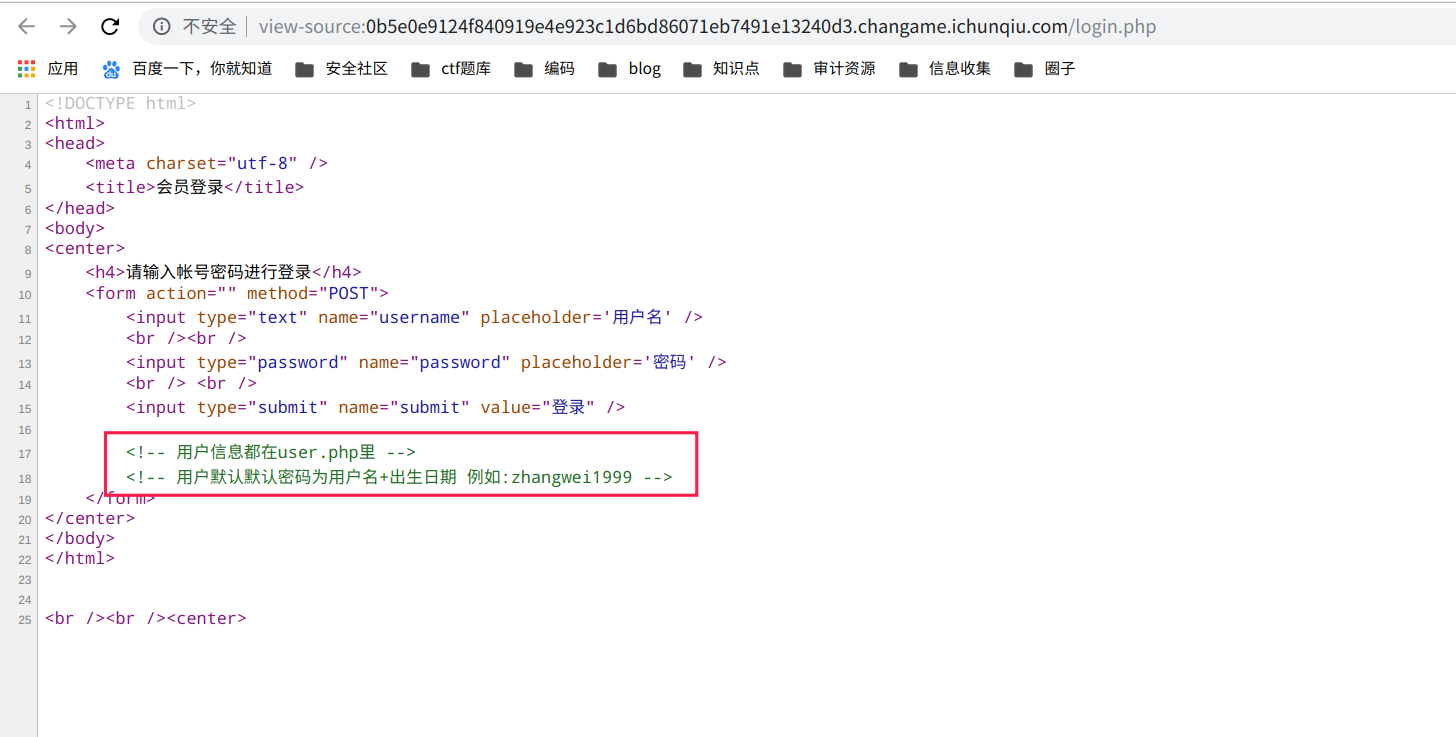 不安全 view-source:0b5e0e9124f840919e4e923c1d6bd86071eb7491e13240d3.changame.ichunqiu.com/login.php
应用 百度一下，你就知道 安全社区 ctf题库 编码 blog 知识点 审计资源 信息收集 圈子
1 <!DOCTYPE html>
2 <html>
3 <head>
4 <meta charset="utf-8" />
5 <title>会员登录</title>
6 </head>
7 <body>
8 <center>
9 <h4>请输入帐号密码进行登录</h4>
10 <form action="" method="POST">
11 <input type="text" name="username" placeholder='用户名' />
12 <br /><br />
13 <input type="password" name="password" placeholder='密码' />
14 <br /> <br />
15 <input type="submit" name="submit" value="登录" />
16
17 <!-- 用户信息都在user.php里 -->
18 <!-- 用户默认默认密码为用户名+出生日期 例如:zhangwei1999 -->
19 </form>
20 </center>
21 </body>
22 </html>
23
24
25 <br /><br /><center>